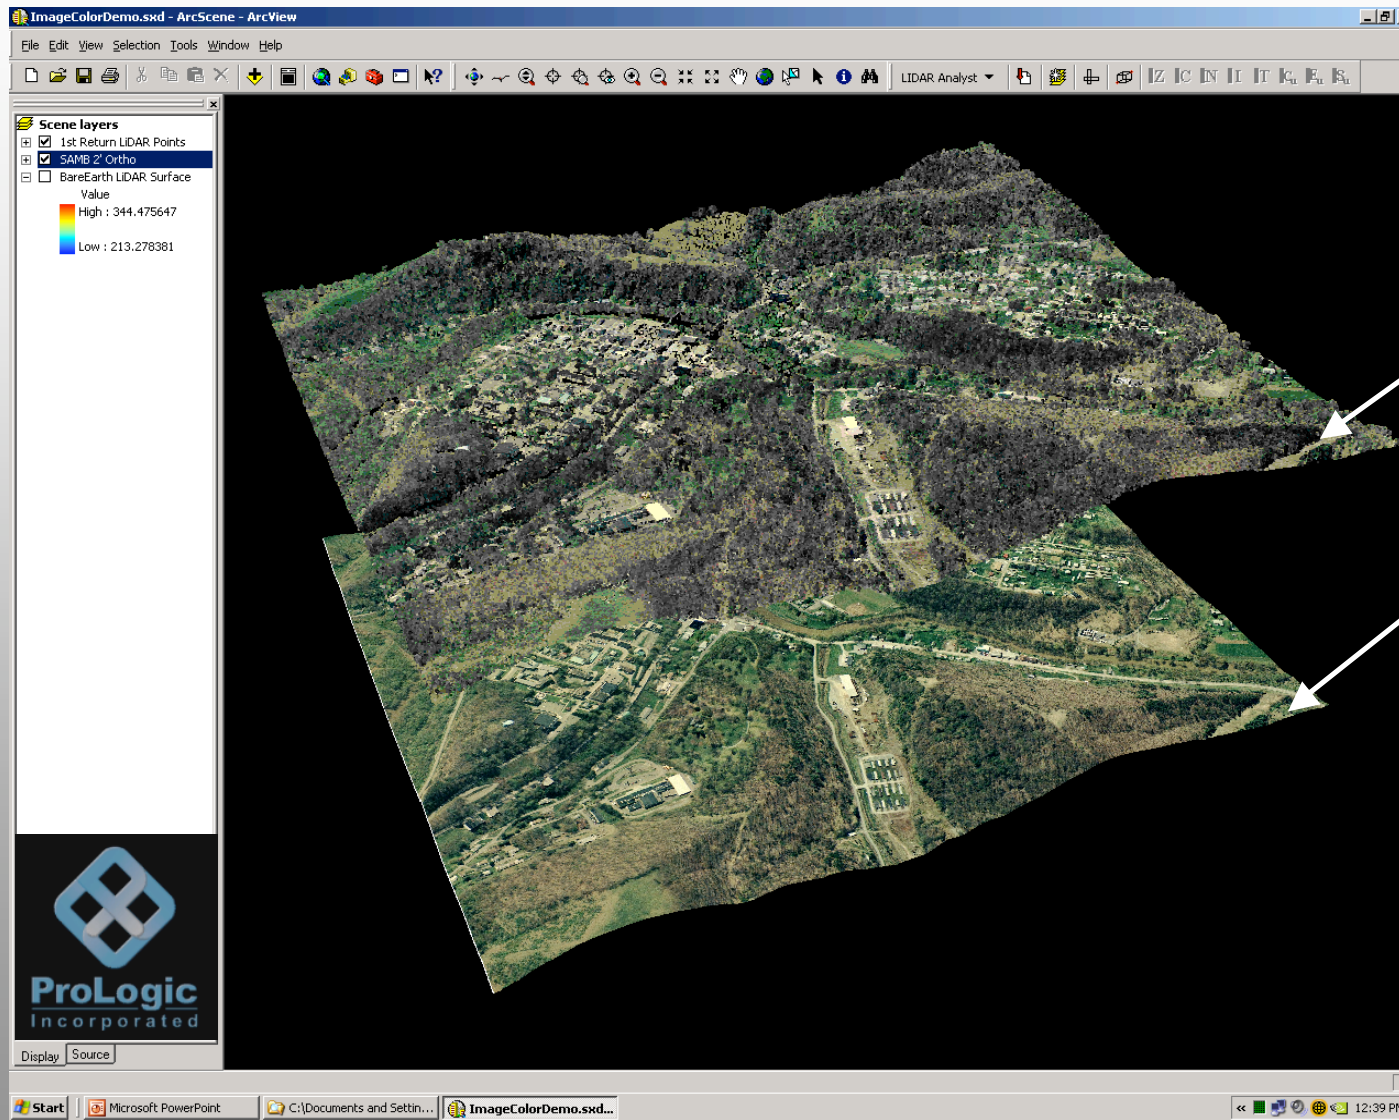 ImageColorDemo.sxd - ArcScene - ArcView
File Edit View Selection Tools Window Help
LIDAR Analyst
Scene layers
1st Return LiDAR Points
SAMB 2' Ortho
BareEarth LiDAR Surface
Value
High : 344.475647
Low : 213.278381
ProLogic
Incorporated
Display Source
Start Microsoft PowerPoint C:\Documents and Settin... ImageColorDemo.sxd... 12:39 PM